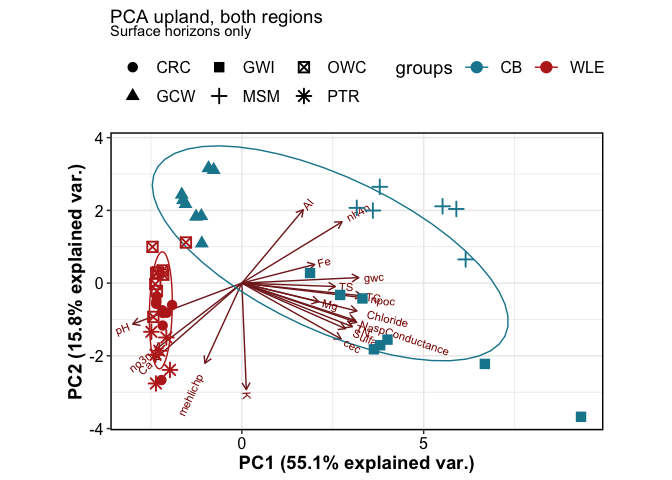 PCA upland, both regions
Surface horizons only
CRC GWI OWC groups CB WLE
GCW MSM PTR
4
2
0
-2
-4
PC2 (15.8% explained var.)
Al
nh4n
Fe
gwc
TS
TC
npoc
Mg
Chloride
Na
spConductance
cec
pH
no3n
Ca
mehlichp
K
0
5
PC1 (55.1% explained var.)